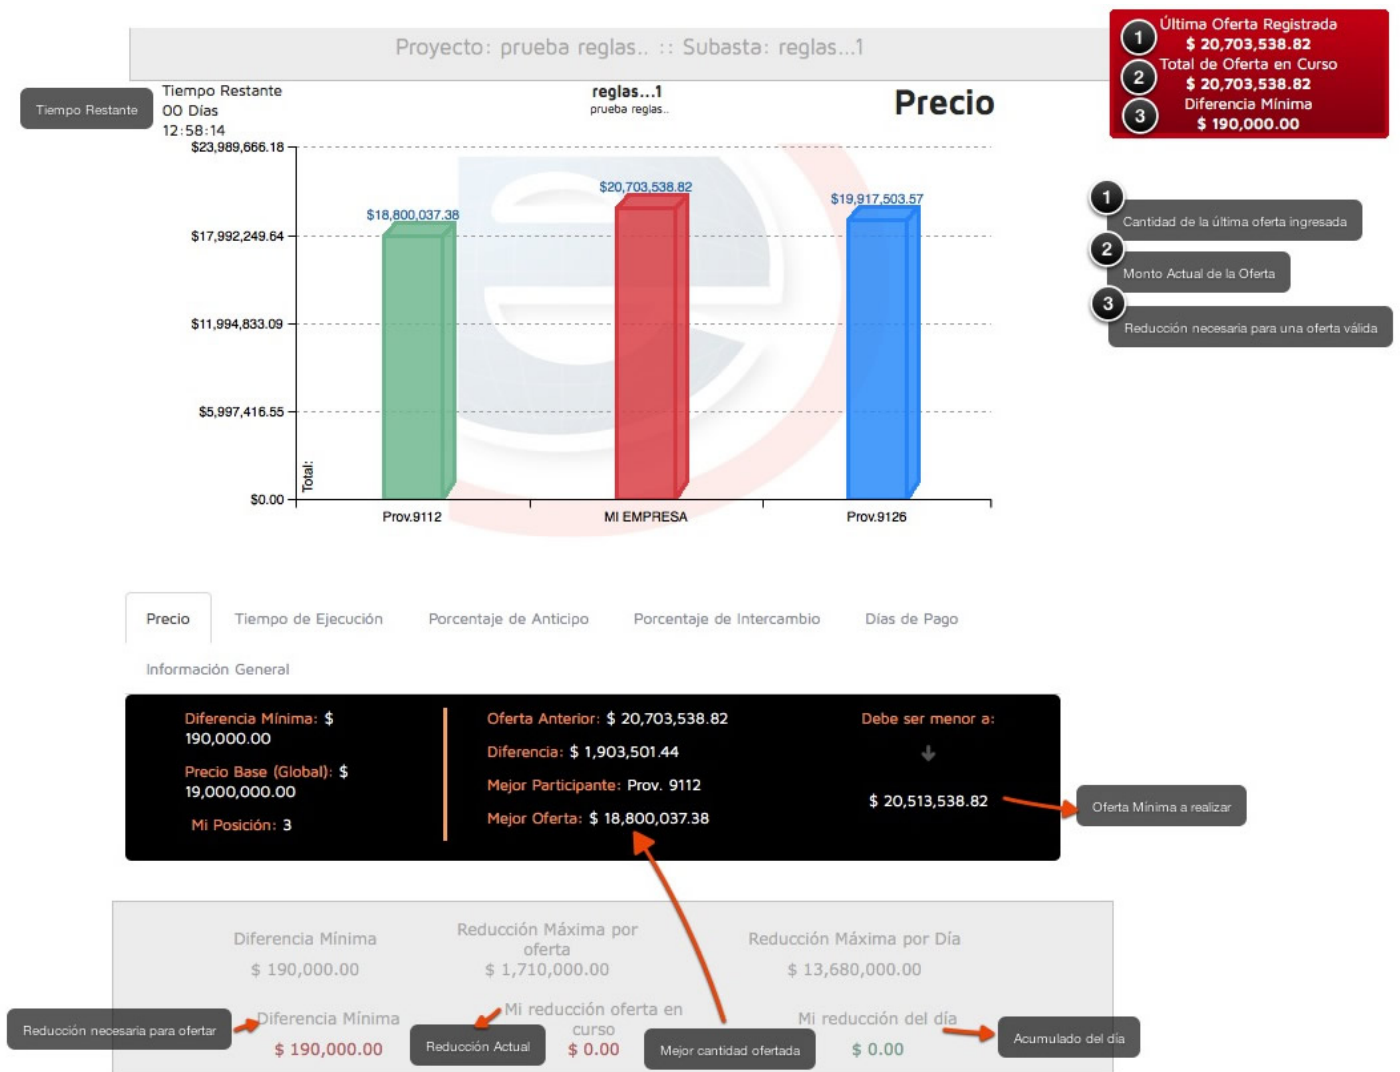 Proyecto: prueba reglas.. :: Subasta: reglas...1
1 Última Oferta Registrada
$ 20,703,538.82
2 Total de Oferta en Curso
$ 20,703,538.82
3 Diferencia Mínima
$ 190,000.00
Tiempo Restante
Tiempo Restante
00 Días
12:58:14
reglas...1
prueba reglas..
Precio
$23,989,666.18
$17,992,249.64
$11,994,833.09
$5,997,416.55
$0.00
Total:
$18,800,037.38
$20,703,538.82
$19,917,503.57
Prov.9112
MI EMPRESA
Prov.9126
1
Cantidad de la última oferta ingresada
2
Monto Actual de la Oferta
3
Reducción necesaria para una oferta válida
Precio
Tiempo de Ejecución
Porcentaje de Anticipo
Porcentaje de Intercambio
Días de Pago
Información General
Diferencia Mínima: $
190,000.00
Precio Base (Global): $
19,000,000.00
Mi Posición: 3
Oferta Anterior: $ 20,703,538.82
Diferencia: $ 1,903,501.44
Mejor Participante: Prov. 9112
Mejor Oferta: $ 18,800,037.38
Debe ser menor a:
$ 20,513,538.82
Oferta Mínima a realizar
Diferencia Mínima
$ 190,000.00
Reducción Máxima por
oferta
$ 1,710,000.00
Reducción Máxima por Día
$ 13,680,000.00
Reducción necesaria para ofertar
Diferencia Mínima
$ 190,000.00
Reducción Actual
Mi reducción oferta en
curso
$ 0.00
Mejor cantidad ofertada
Mi reducción del día
$ 0.00
Acumulado del día